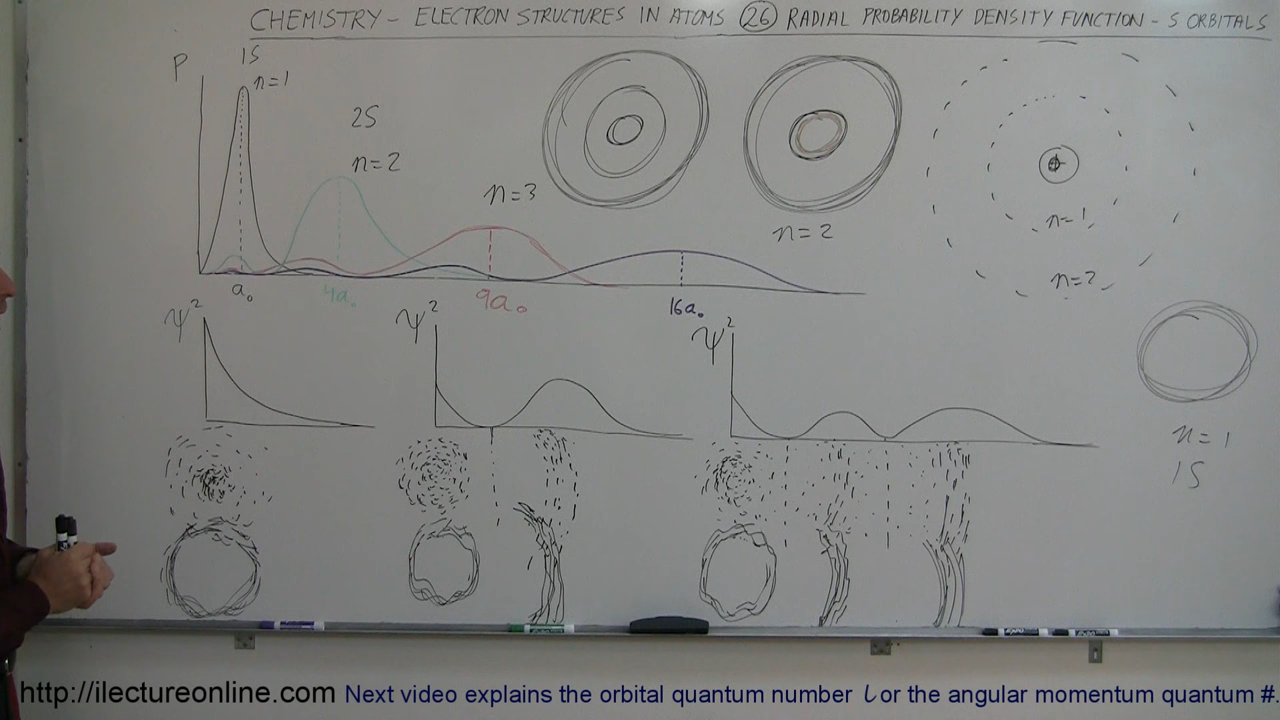 CHEMISTRY - ELECTRON STRUCTURES IN ATOMS 26 RADIAL PROBABILITY DENSITY FUNCTION - S ORBITALS
P
1S
n=1
2S
n=2
n=3
n=2
n=1
n=2
a₀
4a₀
9a₀
16a₀
ψ²
ψ²
ψ²
n=1
1S
http://ilectureonline.com Next video explains the orbital quantum number l or the angular momentum quantum #.